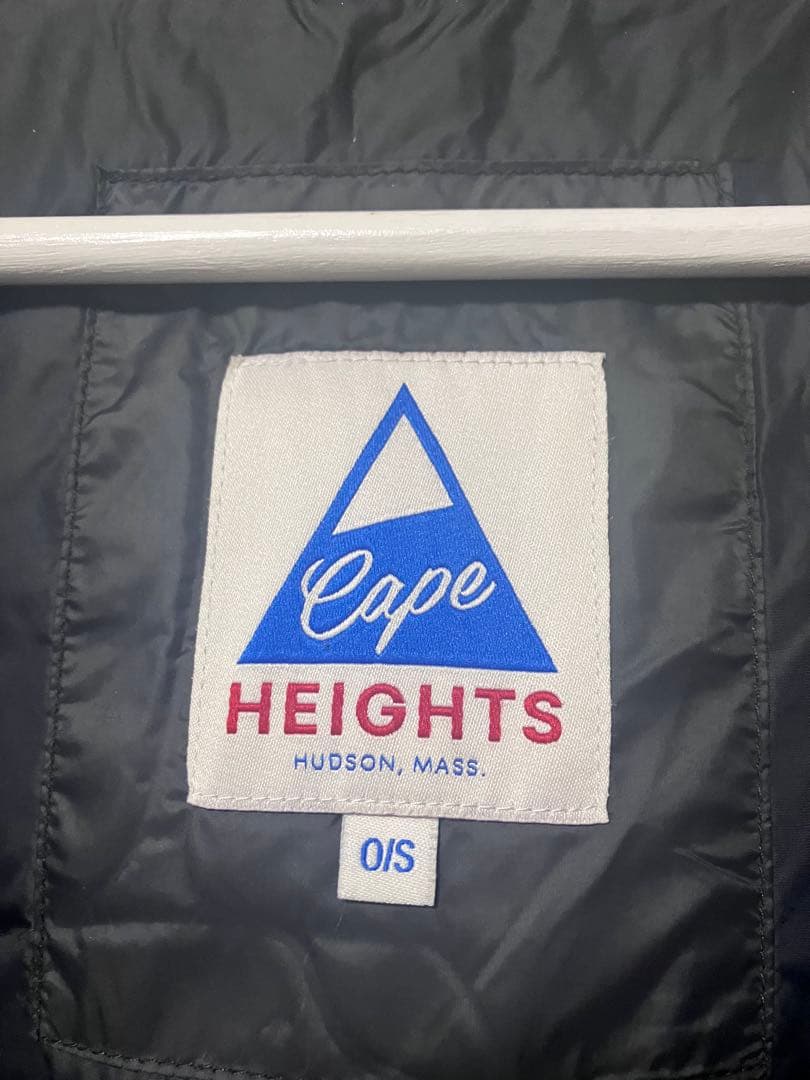 Cape
HEIGHTS
HUDSON, MASS.
O/S